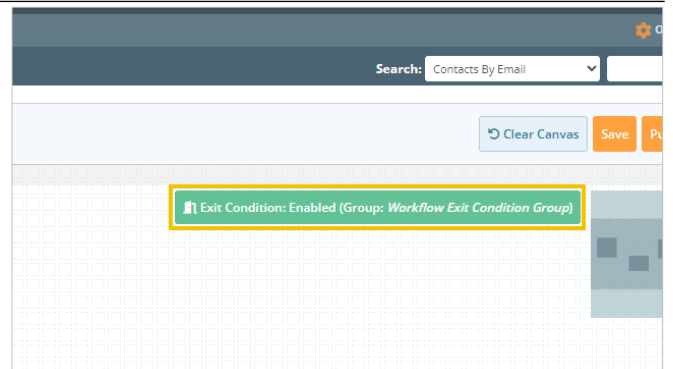 Search: Contacts By Email
Clear Canvas Save
Exit Condition: Enabled (Group: Workflow Exit Condition Group)